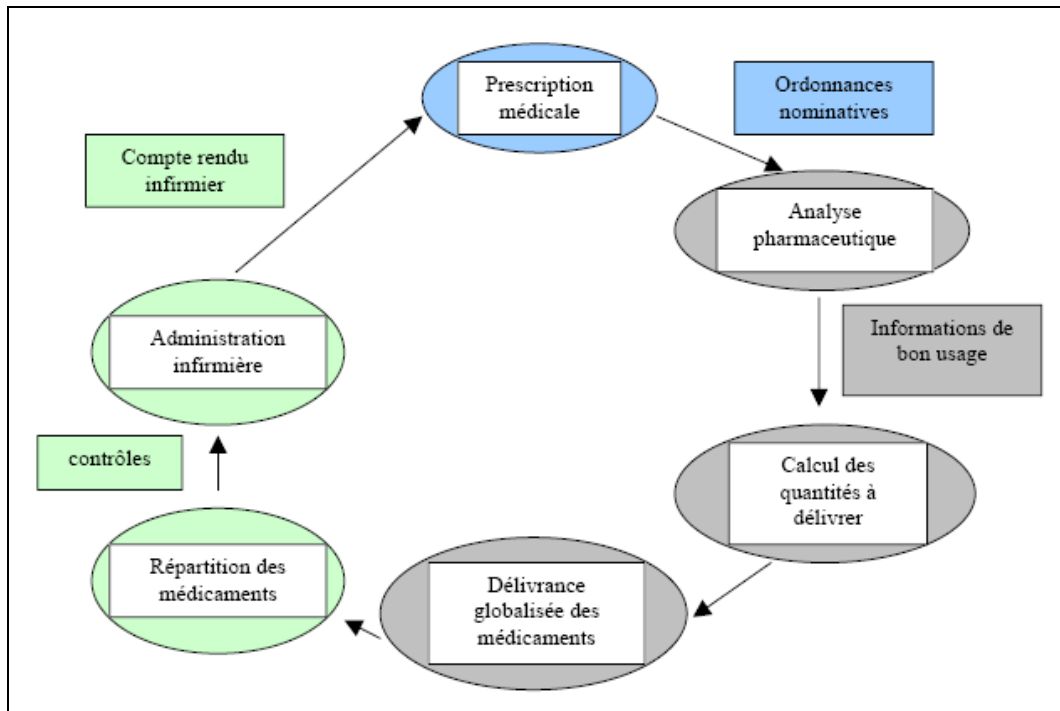 Prescription
médicale
Ordonnances
nominatives
Compte rendu
infirmier
Analyse
pharmaceutique
Informations de
bon usage
Administration
infirmière
contrôles
Calcul des
quantités à
délivrer
Répartition des
médicaments
Délivrance
globalisée des
médicaments